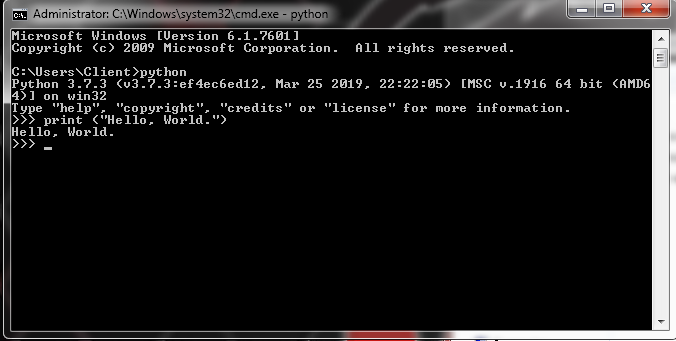 Administrator: C:\Windows\system32\cmd.exe - python
Microsoft Windows [Version 6.1.7601]
Copyright (c) 2009 Microsoft Corporation.  All rights reserved.
C:\Users\Client>python
Python 3.7.3 (v3.7.3:ef4ec6ed12, Mar 25 2019, 22:22:05) [MSC v.1916 64 bit (AMD6
4)] on win32
Type "help", "copyright", "credits" or "license" for more information.
>>> print ("Hello, World.")
Hello, World.
>>> _